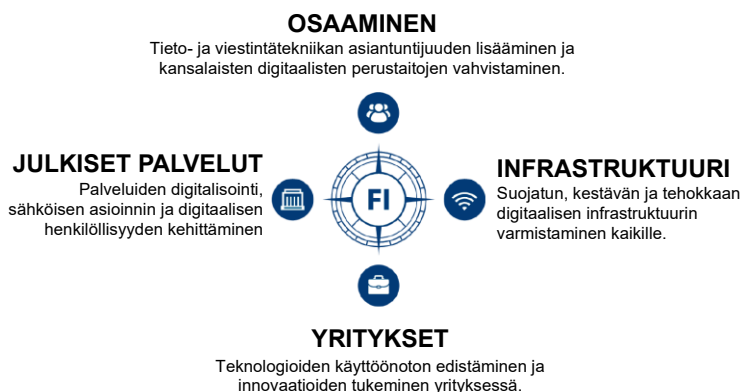 OSAAMINEN
Tieto- ja viestintätekniikan asiantuntijuuden lisääminen ja
kansalaisten digitaalisten perustaitojen vahvistaminen.
JULKISET PALVELUT
Palveluiden digitalisointi,
sähköisen asioinnin ja digitaalisen
henkilöllisyyden kehittäminen
FI
INFRASTRUKTUURI
Suojatun, kestävän ja tehokkaan
digitaalisen infrastruktuurin
varmistaminen kaikille.
YRITYKSET
Teknologioiden käyttöönoton edistäminen ja
innovaatioiden tukeminen yrityksessä.